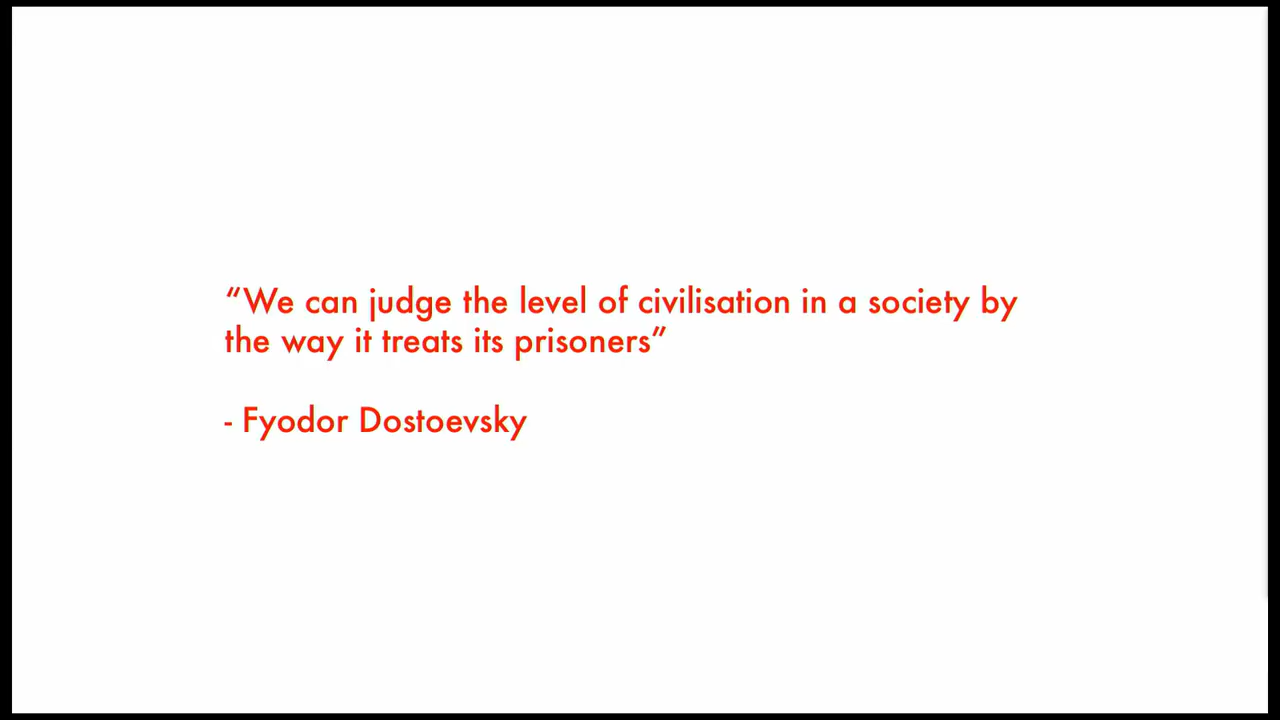 “We can judge the level of civilisation in a society by
the way it treats its prisoners”
- Fyodor Dostoevsky